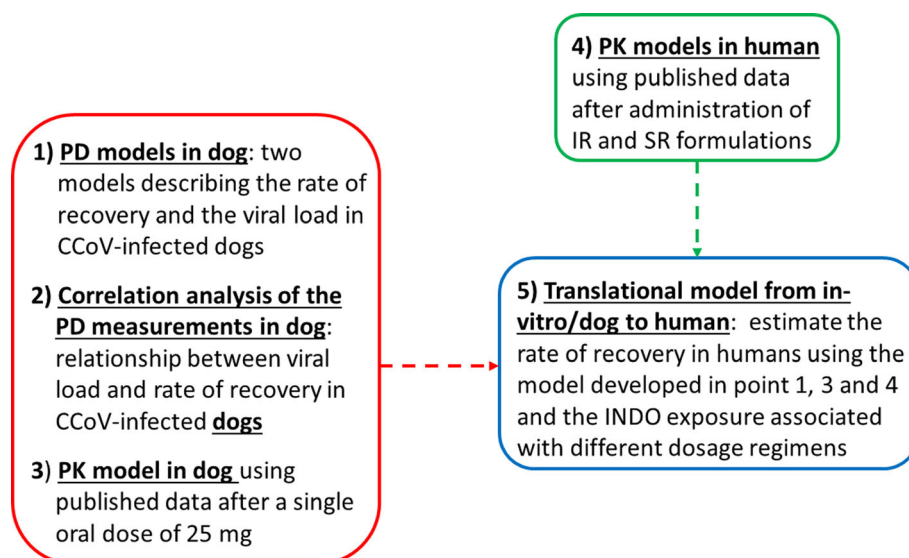 1) PD models in dog: two
models describing the rate of
recovery and the viral load in
CCoV-infected dogs
2) Correlation analysis of the
PD measurements in dog:
relationship between viral
load and rate of recovery in
CCoV-infected dogs
3) PK model in dog using
published data after a single
oral dose of 25 mg
4) PK models in human
using published data
after administration of
IR and SR formulations
5) Translational model from in-
vitro/dog to human: estimate the
rate of recovery in humans using the
model developed in point 1, 3 and 4
and the INDO exposure associated
with different dosage regimens